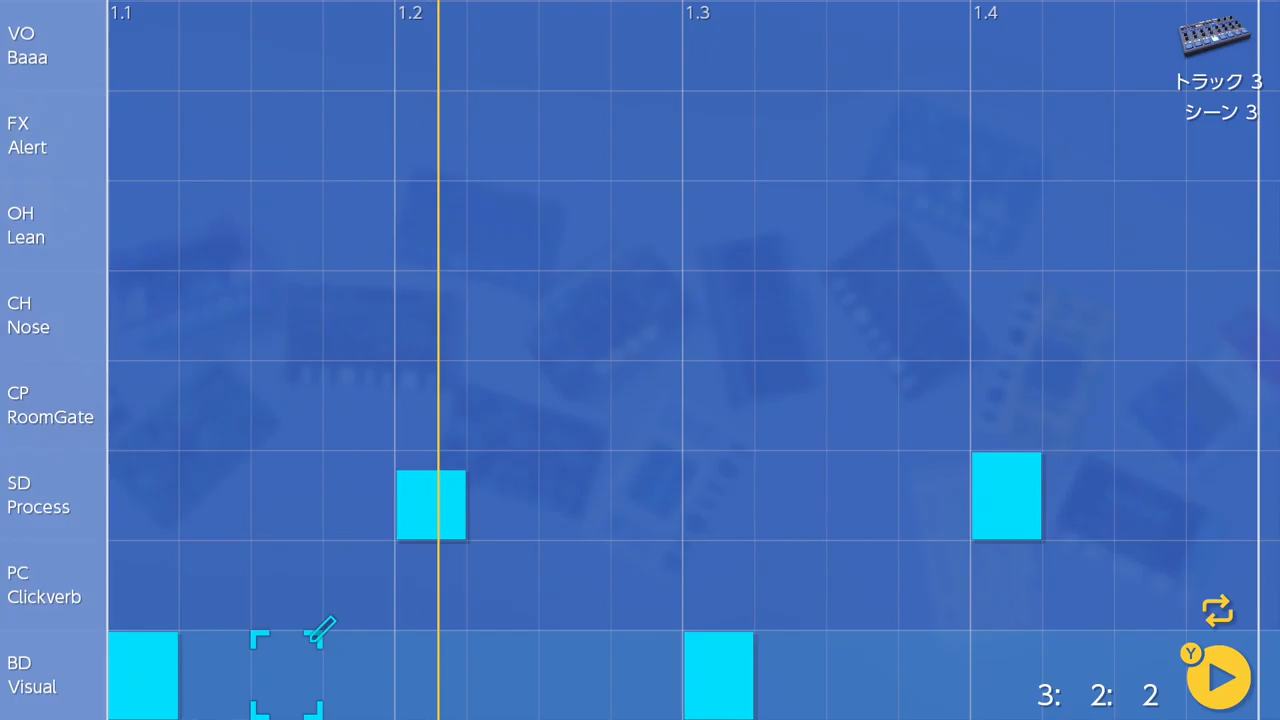 1.1 1.2 1.3 1.4
VO
Baaa
FX
Alert
OH
Lean
CH
Nose
CP
RoomGate
SD
Process
PC
Clickverb
BD
Visual
トラック 3
シーン 3
3: 2: 2
Y